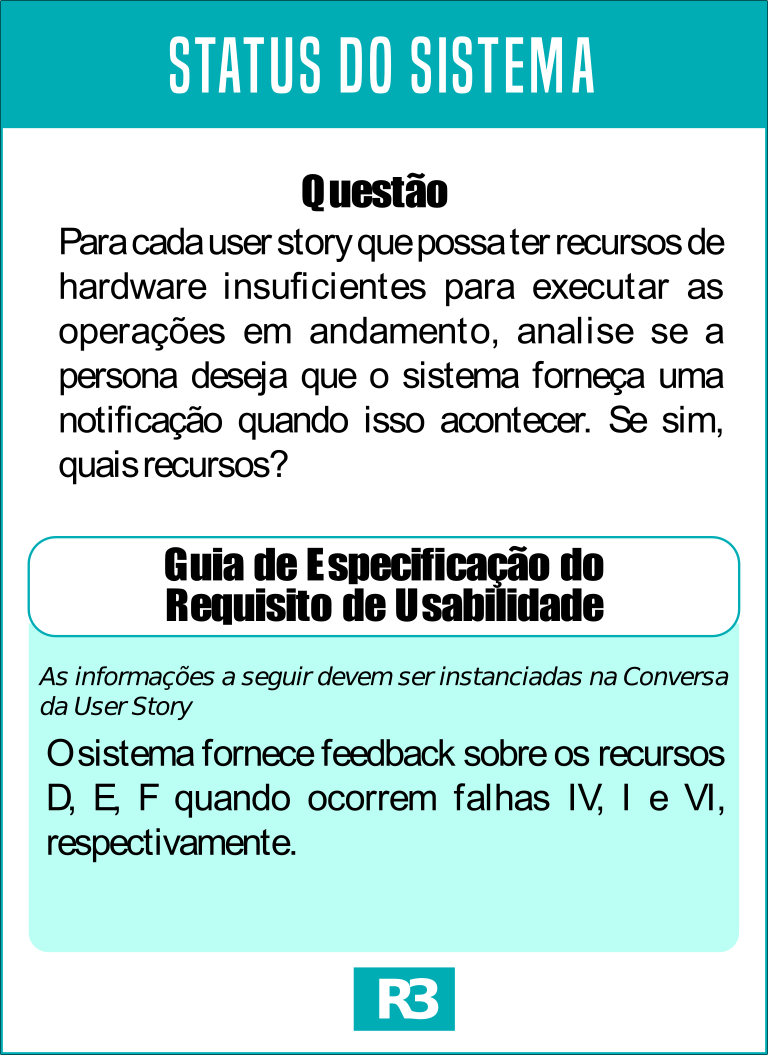 STATUS DO SISTEMA
Questão
Para cada user story que possa ter recursos de
hardware insuficientes para executar as
operações em andamento, analise se a
persona deseja que o sistema forneça uma
notificação quando isso acontecer. Se sim,
quais recursos?
Guia de Especificação do
Requisito de Usabilidade
As informações a seguir devem ser instanciadas na Conversa
da User Story
O sistema fornece feedback sobre os recursos
D, E, F quando ocorrem falhas IV, I e VI,
respectivamente.
R3